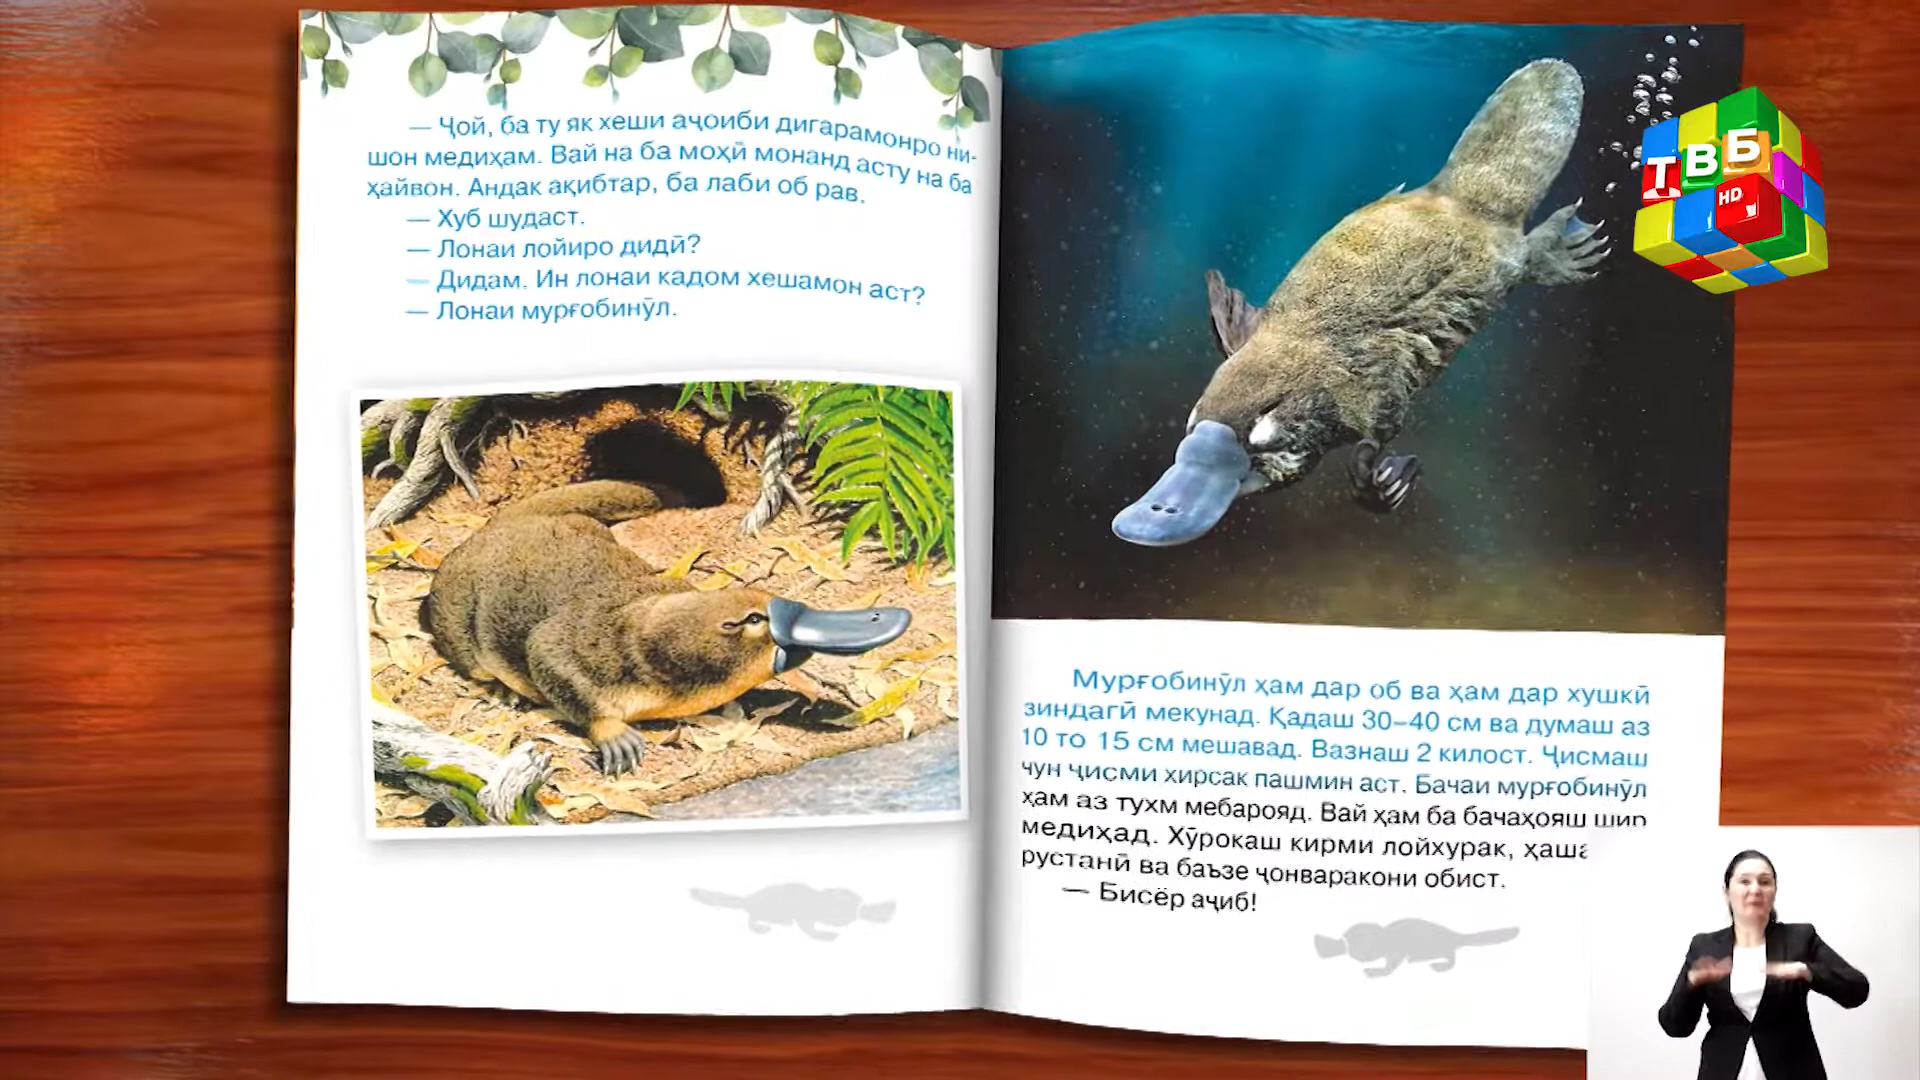 — Ҷой, ба ту як хеши аҷоиби дигарамонро ни-
шон медиҳам. Вай на ба моҳӣ монанд асту на ба
ҳайвон. Андак ақибтар, ба лаби об рав.
— Хуб шудаст.
— Лонаи лойиро дидӣ?
— Дидам. Ин лонаи кадом хешамон аст?
— Лонаи мурғобинӯл.
Мурғобинӯл ҳам дар об ва ҳам дар хушкӣ
зиндагӣ мекунад. Қадаш 30–40 см ва думаш аз
10 то 15 см мешавад. Вазнаш 2 килост. Ҷисмаш
чун ҷисми хирсак пашмин аст. Бачаи мурғобинӯл
ҳам аз тухм мебарояд. Вай ҳам ба бачаҳояш шир
медиҳад. Хӯрокаш кирми лойхурак,
рустанӣ ва баъзе ҷонваракони обист.
— Бисёр аҷиб!
ТВБ
HD